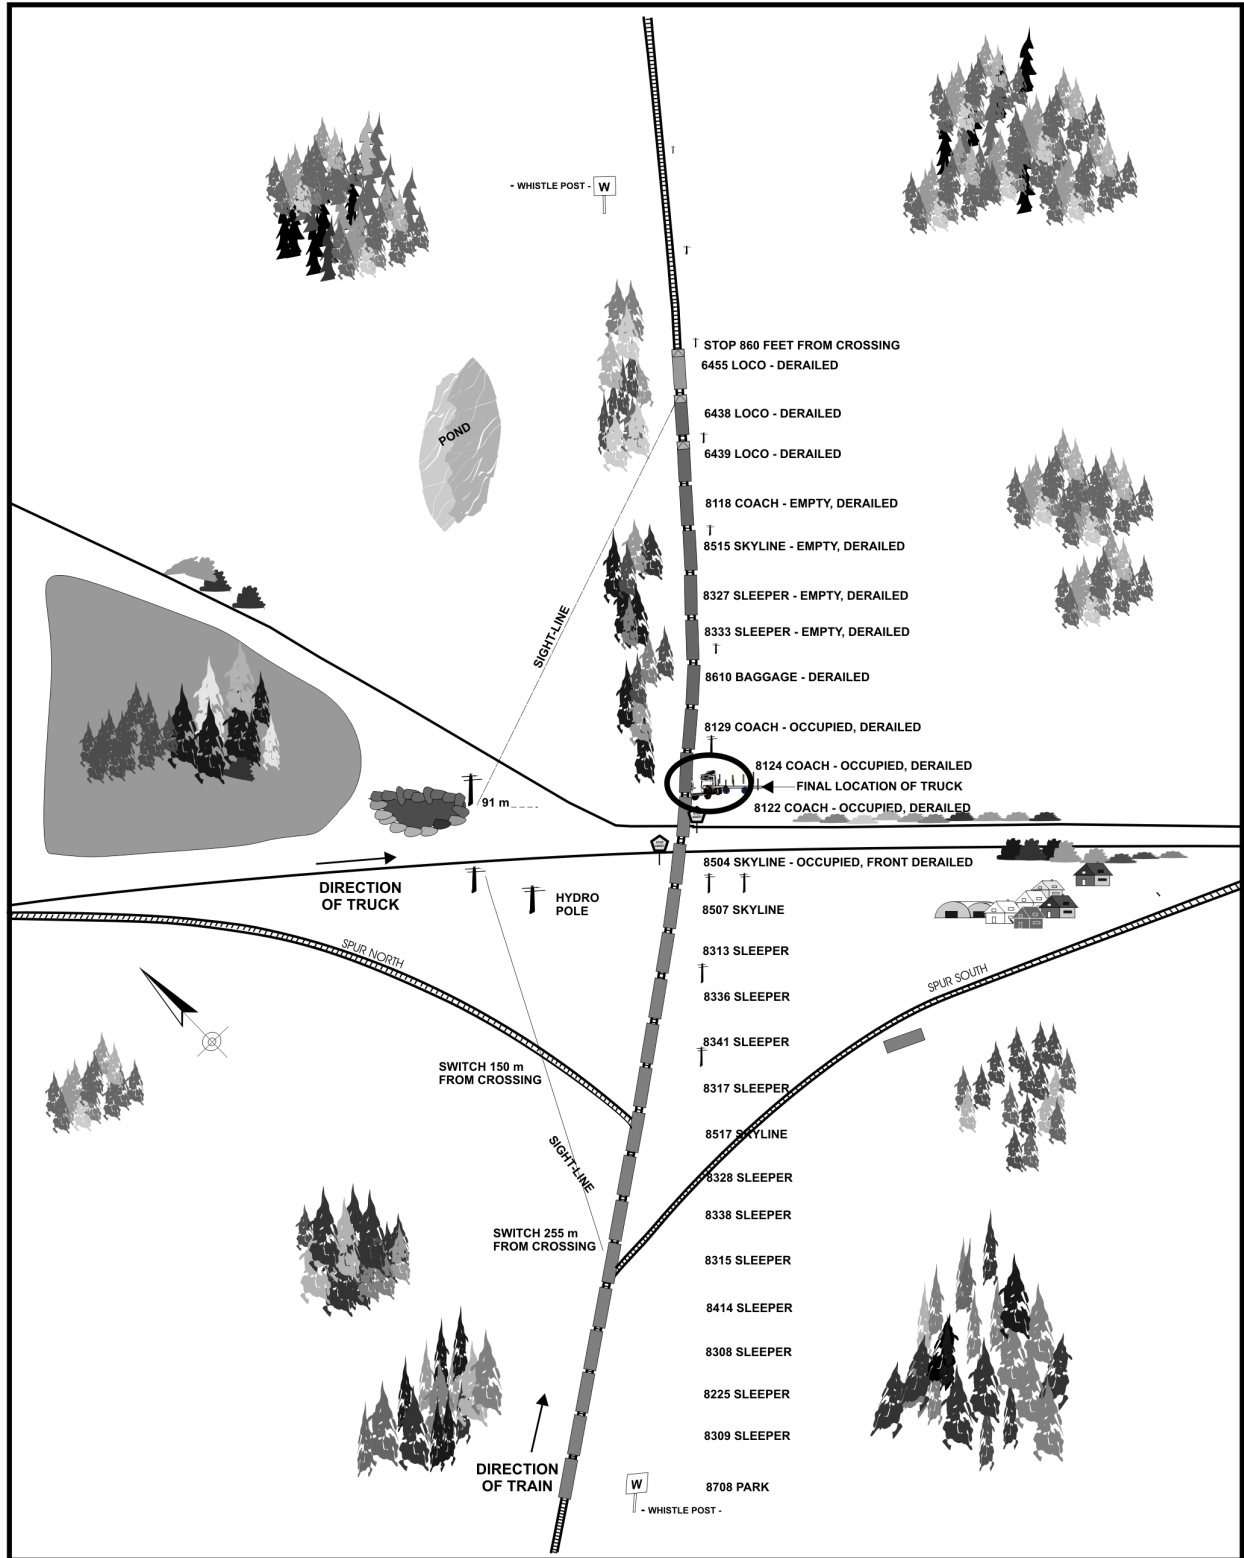 - WHISTLE POST -
W
STOP 860 FEET FROM CROSSING
6455 LOCO - DERAILED
6438 LOCO - DERAILED
POND
6439 LOCO - DERAILED
8118 COACH - EMPTY, DERAILED
8515 SKYLINE - EMPTY, DERAILED
8327 SLEEPER - EMPTY, DERAILED
SIGHT-LINE
8333 SLEEPER - EMPTY, DERAILED
8610 BAGGAGE - DERAILED
8129 COACH - OCCUPIED, DERAILED
8124 COACH - OCCUPIED, DERAILED
FINAL LOCATION OF TRUCK
91 m
8122 COACH - OCCUPIED, DERAILED
8504 SKYLINE - OCCUPIED, FRONT DERAILED
DIRECTION
OF TRUCK
HYDRO
POLE
8507 SKYLINE
SPUR NORTH
8313 SLEEPER
SPUR SOUTH
8336 SLEEPER
8341 SLEEPER
SWITCH 150 m
FROM CROSSING
8317 SLEEPER
8517 SKYLINE
SIGHT-LINE
8328 SLEEPER
8338 SLEEPER
SWITCH 255 m
FROM CROSSING
8315 SLEEPER
8414 SLEEPER
8308 SLEEPER
8225 SLEEPER
8309 SLEEPER
DIRECTION
OF TRAIN
8708 PARK
W
- WHISTLE POST -